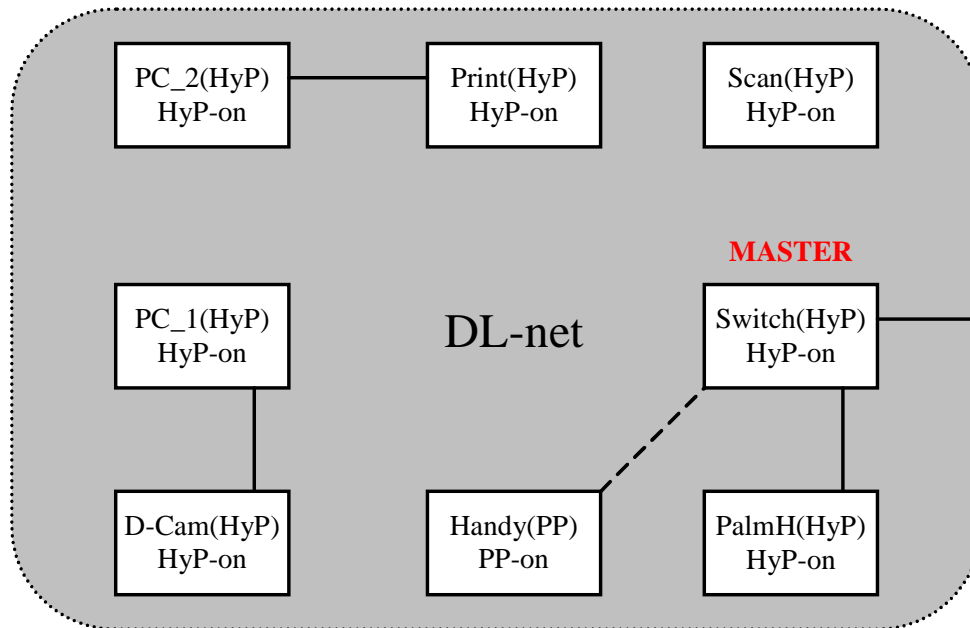 PC_2(HyP)
HyP-on
Print(HyP)
HyP-on
Scan(HyP)
HyP-on
MASTER
PC_1(HyP)
HyP-on
DL-net
Switch(HyP)
HyP-on
D-Cam(HyP)
HyP-on
Handy(PP)
PP-on
PalmH(HyP)
HyP-on